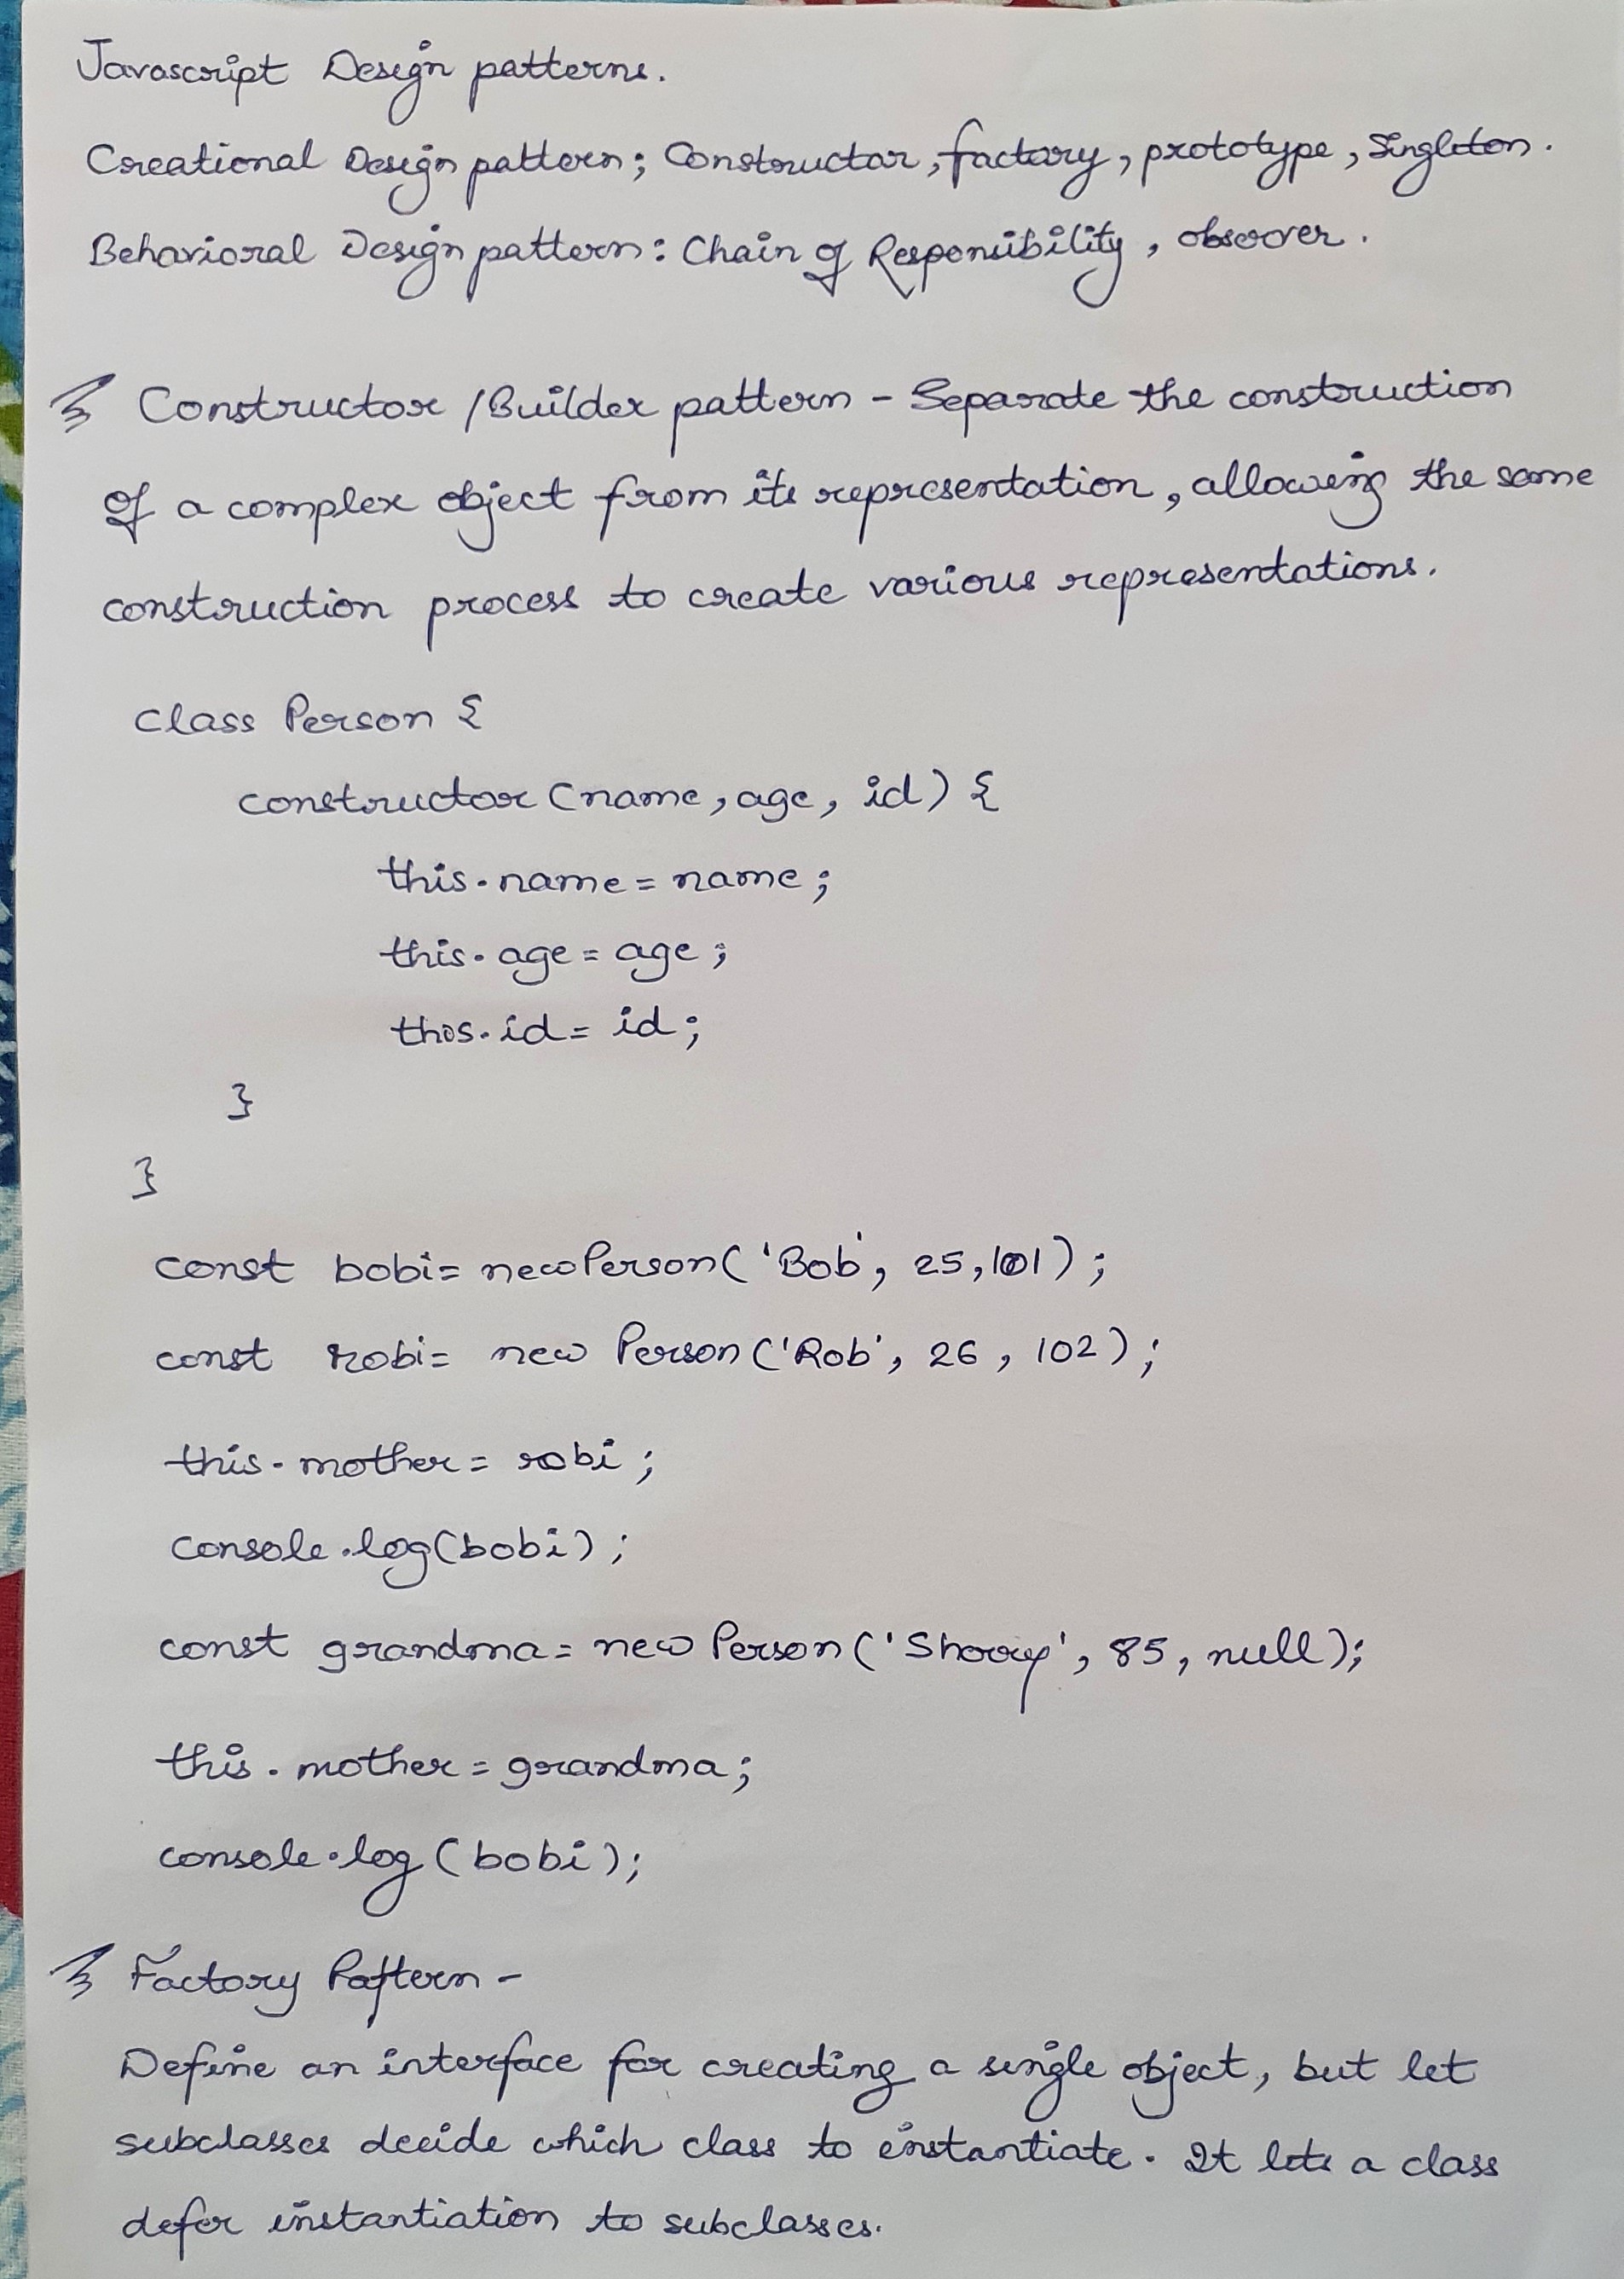 Javascript Design patterns.
Creational Design pattern; Constructor, factory, prototype, Singleton.
Behavioral Design pattern: Chain of Responsibility, observer.
Constructor /Builder pattern - Separate the construction
of a complex object from its representation, allowing the same
construction process to create various representations.
class Person {
constructor (name, age, id) {
this.name = name;
this.age = age;
this.id = id;
}
}
const bobi = new Person('Bob', 25, 101);
const robi = new Person('Rob', 26, 102);
this.mother = robi;
console.log(bobi);
const grandma = new Person(' ', 85, null);
this.mother = grandma;
console.log(bobi);
Factory Pattern -
Define an interface for creating a single object, but let
subclasses decide which class to instantiate. It lets a class
defer instantiation to subclasses.